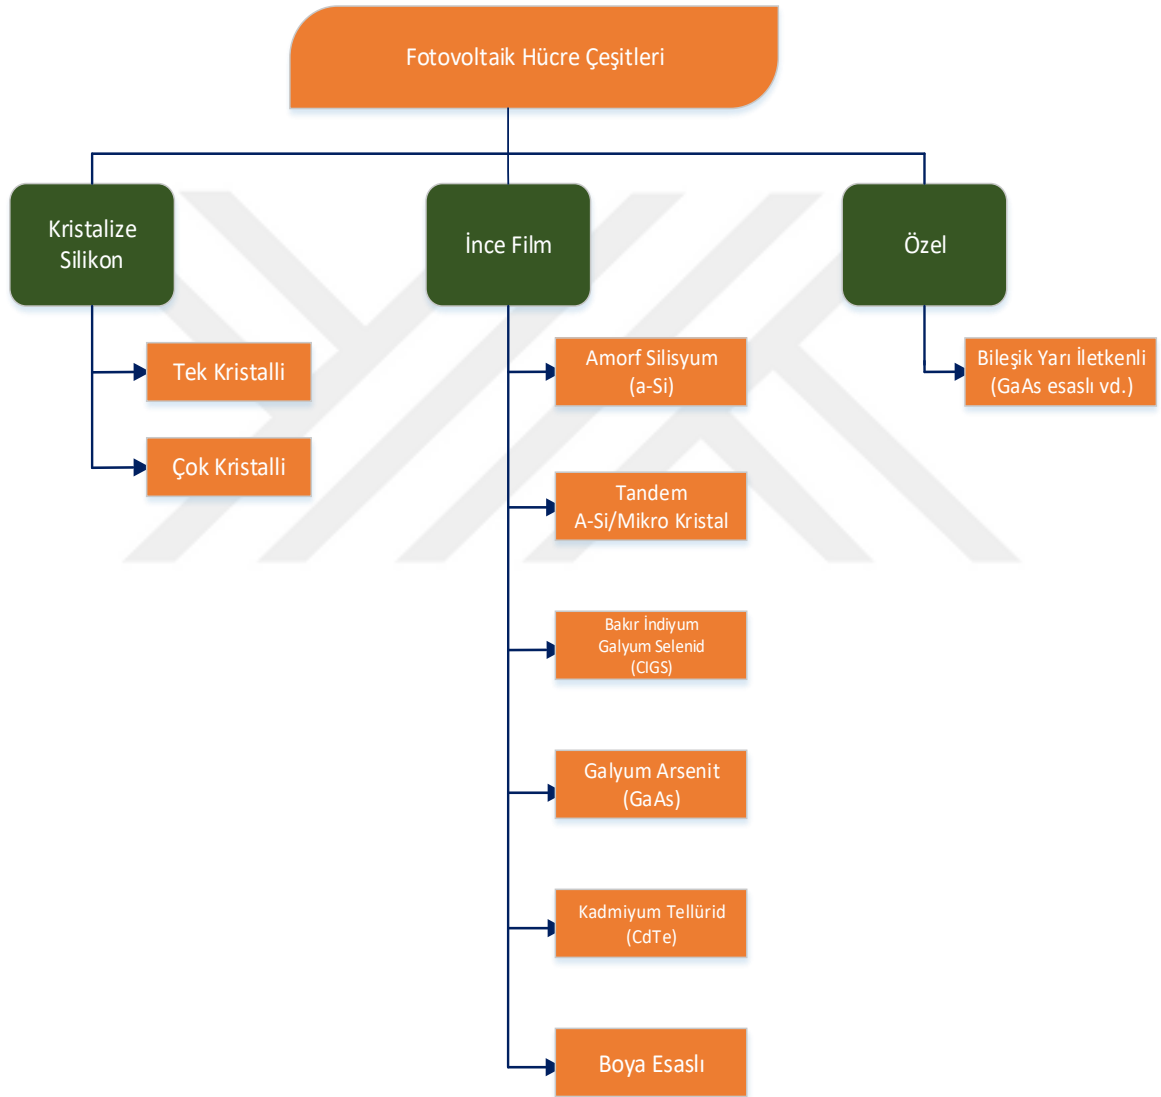 Fotovoltaik Hücre Çeşitleri
Kristalize
Silikon
İnce Film
Özel
Tek Kristalli
Çok Kristalli
Amorf Silisyum
(a-Si)
Tandem
A-Si/Mikro Kristal
Bakır İndiyum
Galyum Selenid
(CIGS)
Galyum Arsenit
(GaAs)
Kadmiyum Tellürid
(CdTe)
Boya Esaslı
Bileşik Yarı İletkenli
(GaAs esaslı vd.)